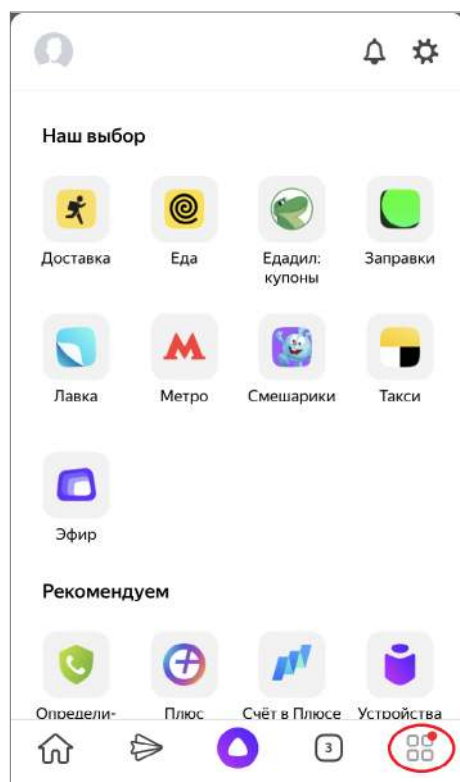 Наш выбор
Доставка Еда Едадил: Заправки
купоны
Лавка Метро Смешарики Такси
Эфир
Рекомендуем
Определи- Плюс Счёт в Плюсе Устройства
3